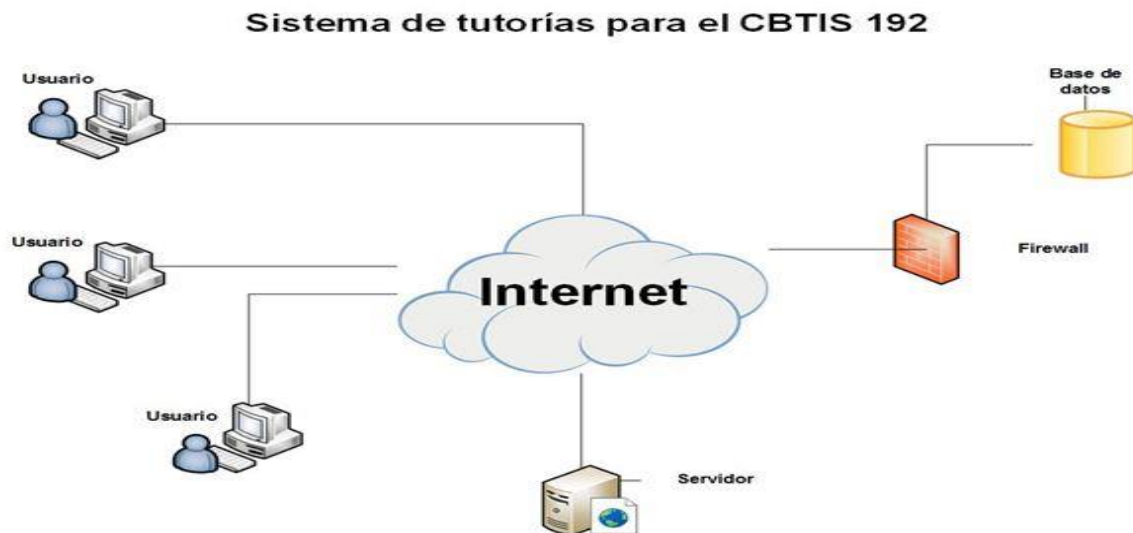 Sistema de tutorías para el CBTIS 192
Usuario
Base de
datos
Usuario
Firewall
Internet
Usuario
Servidor